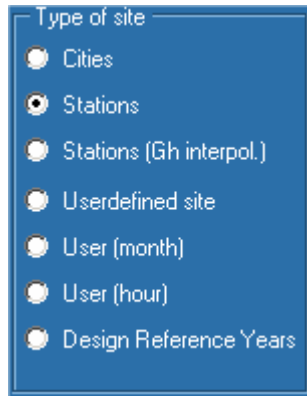 Type of site
Cities
Stations
Stations (Gh interpol.)
Userdefined site
User (month)
User (hour)
Design Reference Years